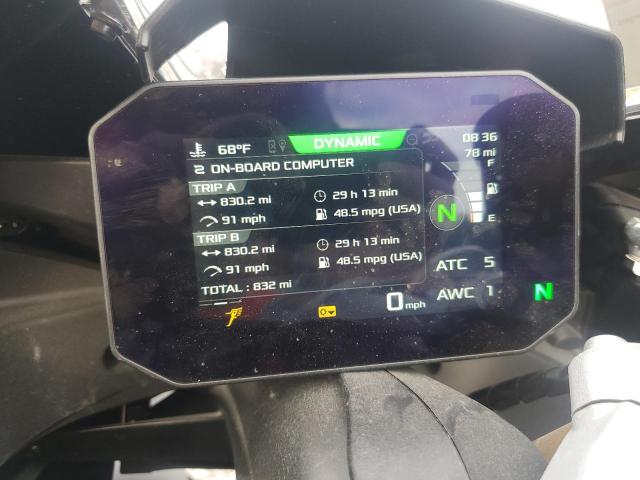 68°F
DYNAMIC
08 36
78 mi
2 ON-BOARD COMPUTER
F
TRIP A
830.2 mi
29 h 13 min
91 mph
48.5 mpg (USA)
N
E
TRIP B
830.2 mi
29 h 13 min
91 mph
48.5 mpg (USA)
ATC 5
TOTAL : 832 mi
0 mph
AWC 1
N